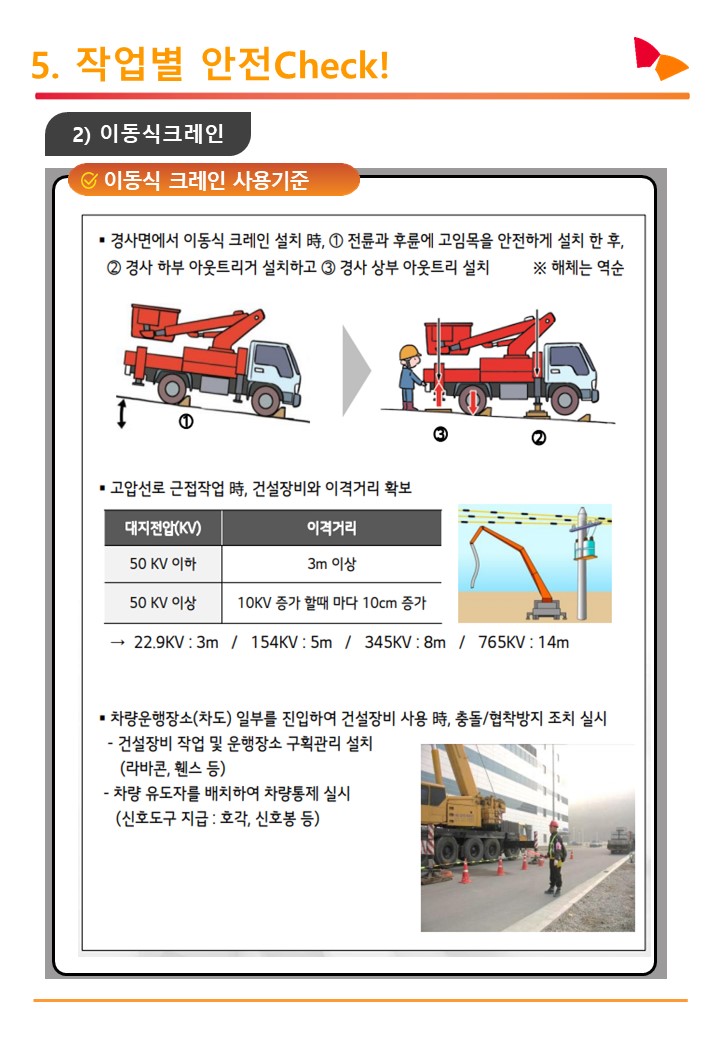 5. 작업별 안전Check!
2) 이동식크레인
이동식 크레인 사용기준
▪ 경사면에서 이동식 크레인 설치 時, ① 전륜과 후륜에 고임목을 안전하게 설치 한 후,
② 경사 하부 아웃트리거 설치하고 ③ 경사 상부 아웃트리 설치 ※ 해체는 역순
①
③
②
▪ 고압선로 근접작업 時, 건설장비와 이격거리 확보
대지전압(KV) 이격거리
50 KV 이하 3m 이상
50 KV 이상 10KV 증가 할때 마다 10cm 증가
→ 22.9KV : 3m / 154KV : 5m / 345KV : 8m / 765KV : 14m
▪ 차량운행장소(차도) 일부를 진입하여 건설장비 사용 時, 충돌/협착방지 조치 실시
- 건설장비 작업 및 운행장소 구획관리 설치
(라바콘, 휀스 등)
- 차량 유도자를 배치하여 차량통제 실시
(신호도구 지급 : 호각, 신호봉 등)